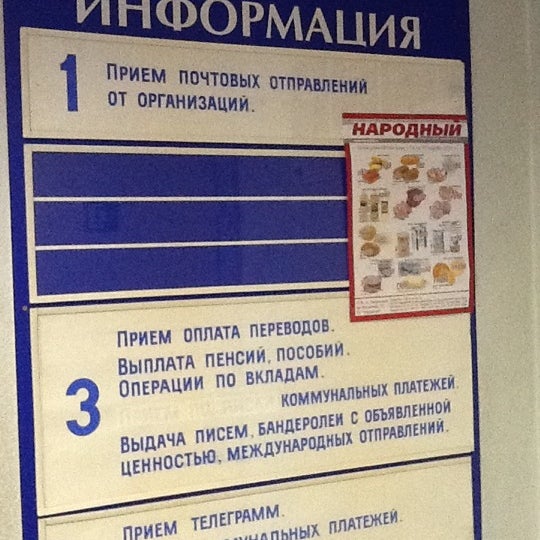 ИНФОРМАЦИЯ
1
ПРИЕМ ПОЧТОВЫХ ОТПРАВЛЕНИЙ
ОТ ОРГАНИЗАЦИЙ.
НАРОДНЫЙ
3
ПРИЕМ ОПЛАТА ПЕРЕВОДОВ.
ВЫПЛАТА ПЕНСИЙ, ПОСОБИЙ.
ОПЕРАЦИИ ПО ВКЛАДАМ.
КОММУНАЛЬНЫХ ПЛАТЕЖЕЙ.
ВЫДАЧА ПИСЕМ, БАНДЕРОЛЕЙ С ОБЪЯВЛЕННОЙ
ЦЕННОСТЬЮ, МЕЖДУНАРОДНЫХ ОТПРАВЛЕНИЙ.
ПРИЕМ ТЕЛЕГРАММ.
ПЛАТЕЖЕЙ.